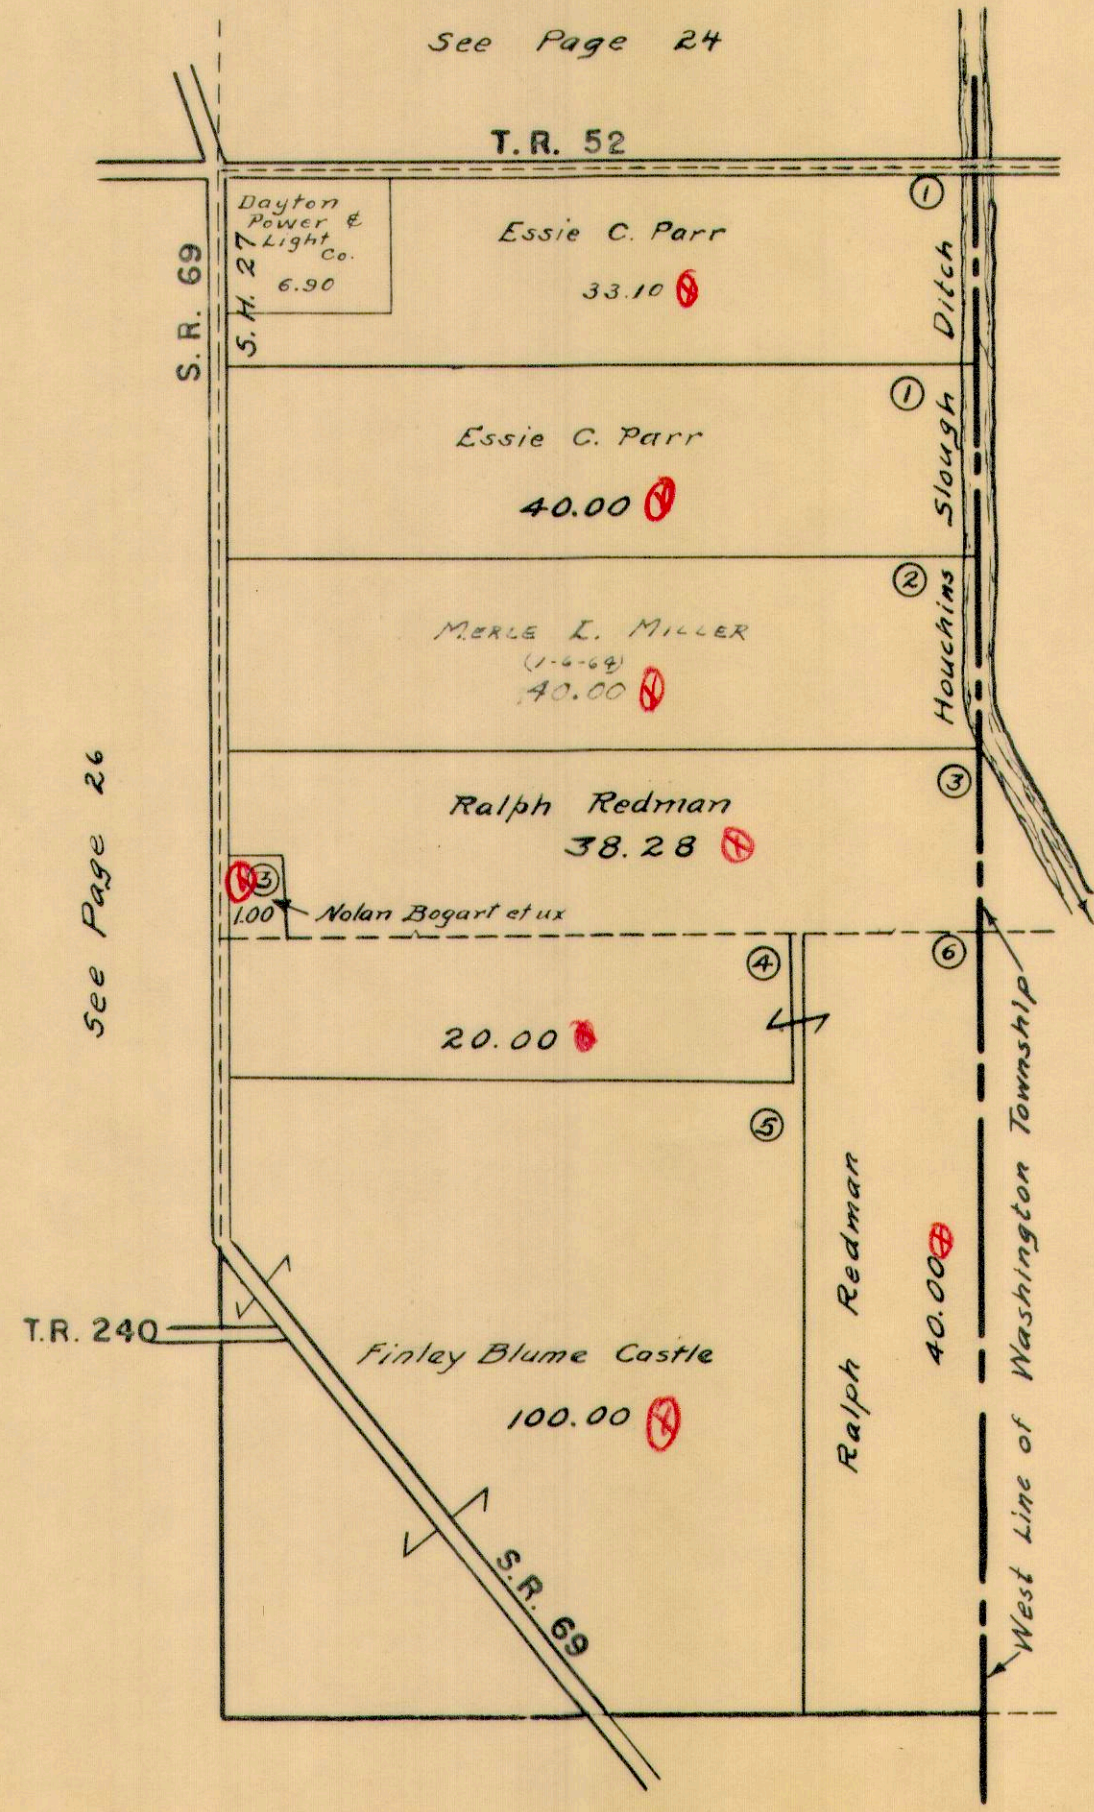 See Page 24
T.R. 52
S.R. 69
S.H. 27
Dayton
Power &
Light
Co.
6.90
Essie C. Parr
33.10
①
Essie C. Parr
40.00
①
Houchins Slough Ditch
②
MERLE L. MILLER
40.00
See Page 26
③
Ralph Redman
38.28
③
1.00
Nolan Bogart et ux
④
20.00
⑥
⑤
Ralph Redman
40.00
West Line of Washington Township
T.R. 240
Finley Blume Castle
100.00
S.R. 69